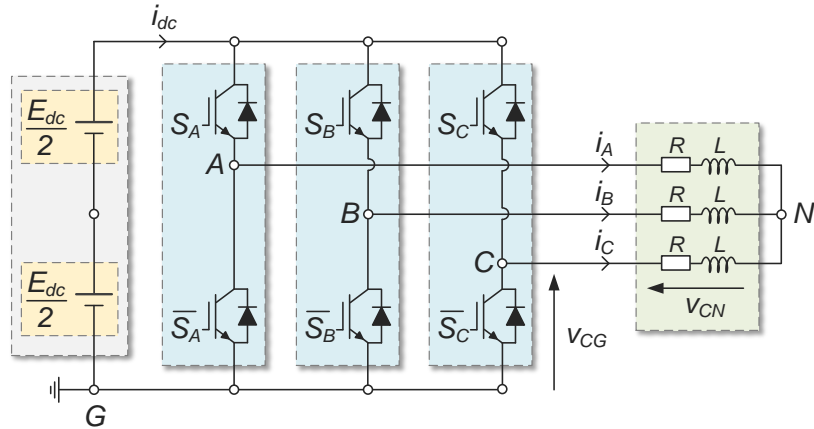 i_dc
E_dc
2
S_A
S_B
S_C
A
i_A
R
L
B
i_B
R
L
N
C
i_C
R
L
E_dc
2
S̅_A
S̅_B
S̅_C
v_CG
v_CN
G